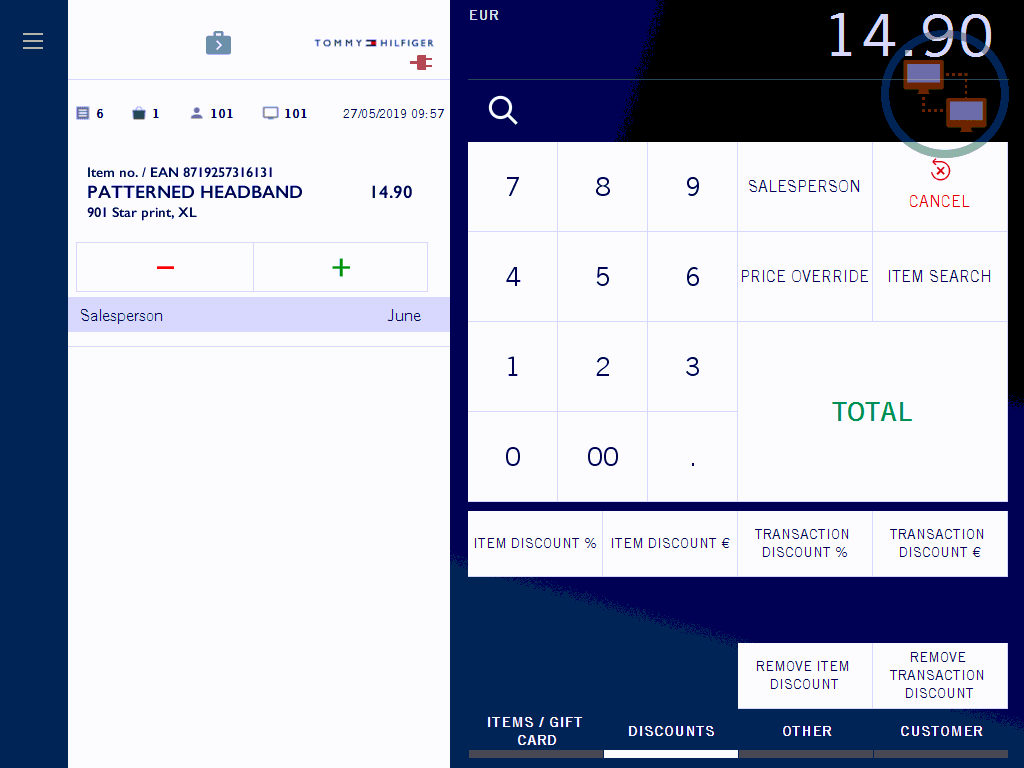 EUR
14.90
TOMMY HILFIGER
6
1
101
101
27/05/2019 09:57
Item no. / EAN 8719257316131
PATTERNED HEADBAND 14.90
901 Star print, XL
− +
Salesperson June
7 8 9 SALESPERSON CANCEL
4 5 6 PRICE OVERRIDE ITEM SEARCH
1 2 3
TOTAL
0 00 .
ITEM DISCOUNT %
ITEM DISCOUNT €
TRANSACTION
DISCOUNT %
TRANSACTION
DISCOUNT €
REMOVE ITEM
DISCOUNT
REMOVE
TRANSACTION
DISCOUNT
ITEMS / GIFT
CARD
DISCOUNTS
OTHER
CUSTOMER